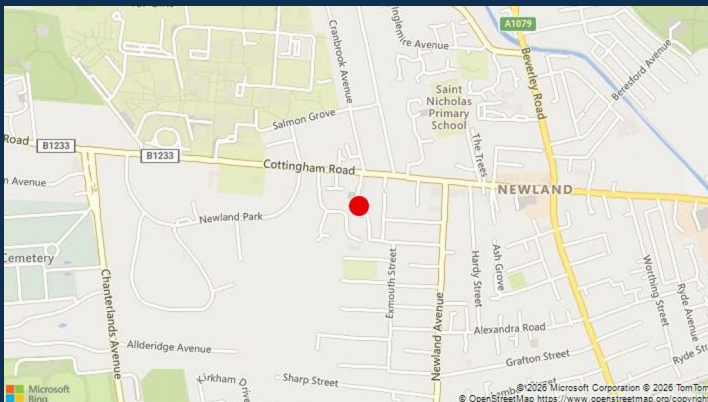 Inglemire Avenue
A1079
Cranbrook Avenue
Beverley Road
Beresford Avenue
Saint
Nicholas
Primary
School
Salmon Grove
The Trees
Road
B1233
B1233
Cottingham Road
n Avenue
NEWLAND
Newland Park
Cemetery
Chanterlands Avenue
Exmouth Street
Newland Avenue
Hardy Street
Ash Grove
Worthing Street
Ryde Avenue
Alexandra Road
Allderidge Avenue
Grafton Street
Ryde Str
Kirkham Drive
Sharp Street
Microsoft
Bing
© 2026 Microsoft Corporation © 2026 TomTom
© OpenStreetMap https://www.openstreetmap.org/copyright